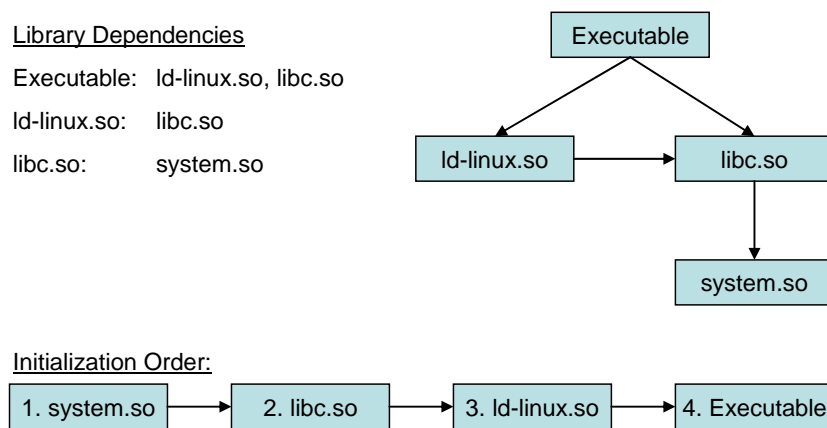 Library Dependencies
Executable: ld-linux.so, libc.so
ld-linux.so: libc.so
libc.so: system.so
Executable
ld-linux.so
libc.so
system.so
Initialization Order:
1. system.so
2. libc.so
3. ld-linux.so
4. Executable